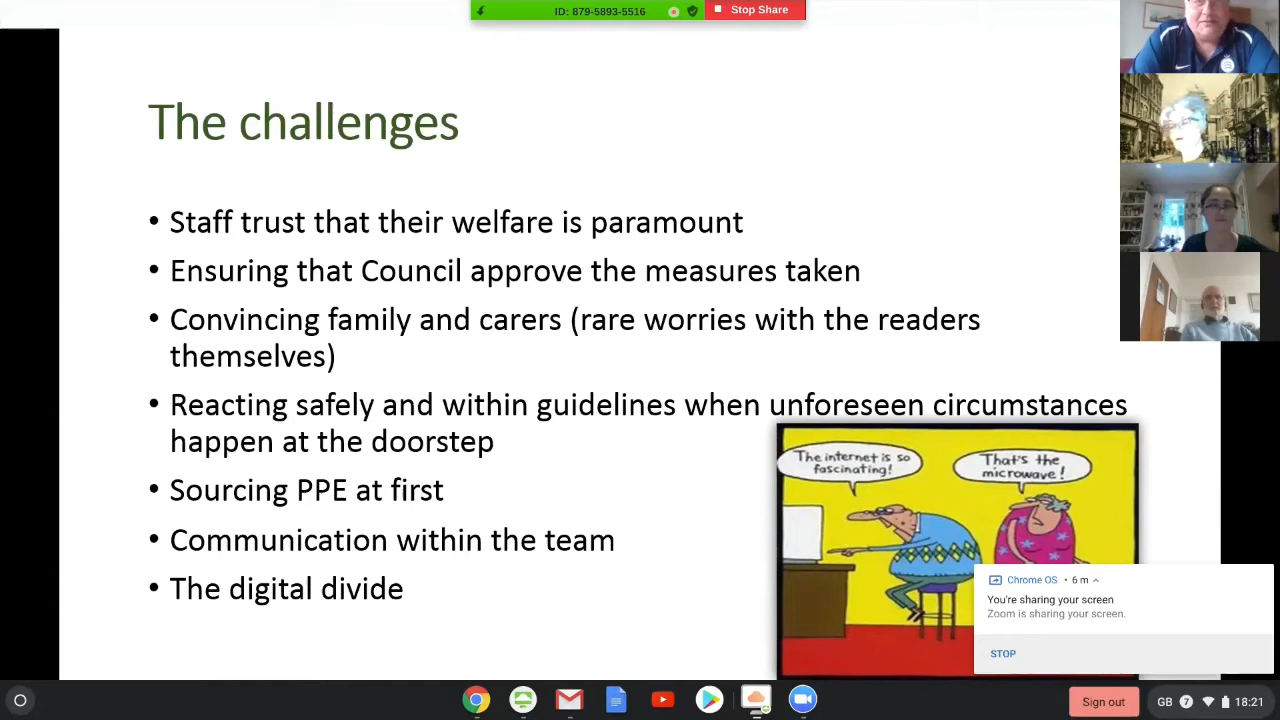 ID: 879-5893-5516
Stop Share
The challenges
• Staff trust that their welfare is paramount
• Ensuring that Council approve the measures taken
• Convincing family and carers (rare worries with the readers
themselves)
• Reacting safely and within guidelines when unforeseen circumstances
happen at the doorstep
• Sourcing PPE at first
• Communication within the team
• The digital divide
The internet is so
fascinating!
That's the
microwave!
Chrome OS • 6 m
You're sharing your screen
Zoom is sharing your screen.
STOP
Sign out
GB
7
18:21